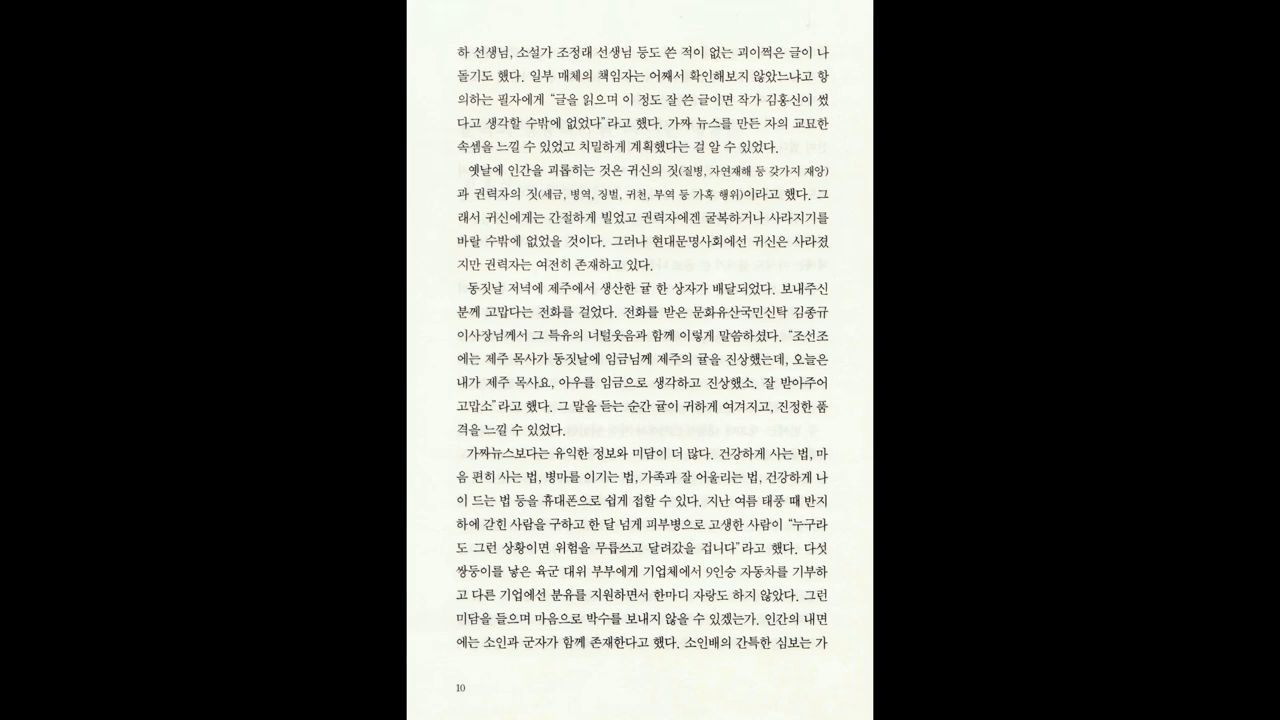 하 선생님, 소설가 조정래 선생님 등도 쓴 적이 없는 괴이쩍은 글이 나
돌기도 했다. 일부 매체의 책임자는 어째서 확인해보지 않았느냐고 항
의하는 필자에게 “글을 읽으며 이 정도 잘 쓴 글이면 작가 김홍신이 썼
다고 생각할 수밖에 없었다”라고 했다. 가짜 뉴스를 만든 자의 교묘한
속셈을 느낄 수 있었고 치밀하게 계획했다는 걸 알 수 있었다.
옛날에 인간을 괴롭히는 것은 귀신의 짓(질병, 자연재해 등 갖가지 재앙)
과 권력자의 짓(세금, 병역, 징벌, 귀천, 부역 등 가혹 행위)이라고 했다. 그
래서 귀신에게는 간절하게 빌었고 권력자에겐 굴복하거나 사라지기를
바랄 수밖에 없었을 것이다. 그러나 현대문명사회에선 귀신은 사라졌
지만 권력자는 여전히 존재하고 있다.
동짓날 저녁에 제주에서 생산한 귤 한 상자가 배달되었다. 보내주신
분께 고맙다는 전화를 걸었다. 전화를 받은 문화유산국민신탁 김종규
이사장님께서 그 특유의 너털웃음과 함께 이렇게 말씀하셨다. “조선조
에는 제주 목사가 동짓날에 임금님께 제주의 귤을 진상했는데, 오늘은
내가 제주 목사요, 아우를 임금으로 생각하고 진상했소. 잘 받아주어
고맙소”라고 했다. 그 말을 듣는 순간 귤이 귀하게 여겨지고, 진정한 품
격을 느낄 수 있었다.
가짜뉴스보다는 유익한 정보와 미담이 더 많다. 건강하게 사는 법, 마
음 편히 사는 법, 병마를 이기는 법, 가족과 잘 어울리는 법, 건강하게 나
이 드는 법 등을 휴대폰으로 쉽게 접할 수 있다. 지난 여름 태풍 때 반지
하에 갇힌 사람을 구하고 한 달 넘게 피부병으로 고생한 사람이 “누구라
도 그런 상황이면 위험을 무릅쓰고 달려갔을 겁니다”라고 했다. 다섯
쌍둥이를 낳은 육군 대위 부부에게 기업체에서 9인승 자동차를 기부하
고 다른 기업에선 분유를 지원하면서 한마디 자랑도 하지 않았다. 그런
미담을 들으며 마음으로 박수를 보내지 않을 수 있겠는가. 인간의 내면
에는 소인과 군자가 함께 존재한다고 했다. 소인배의 간특한 심보는 가
10